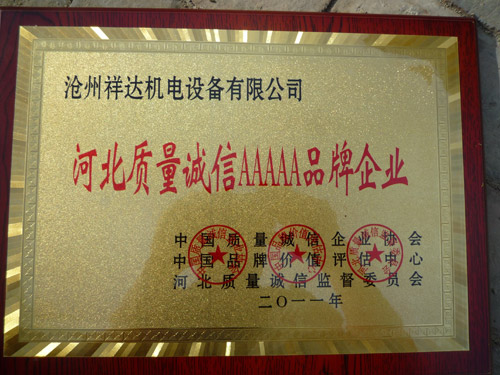 沧州祥达机电设备有限公司
河北质量诚信AAAAA品牌企业
中国质量诚信企业协会
中国品牌价值评估中心
河北质量诚信监督委员会
二〇一一年